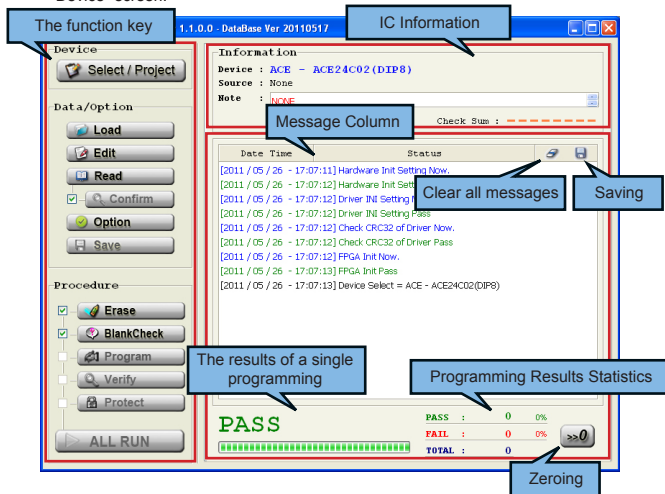 Device screen.
The function key
1.1.0.0 - DataBase Ver 20110517
IC Information
Device
Select / Project
Data/Option
Load
Edit
Read
Confirm
Option
Save
Procedure
Erase
BlankCheck
Program
Verify
Protect
ALL RUN
Information
Device : ACE - ACE24C02(DIP8)
Source : None
Note : NONE
Check Sum : --------
Message Column
Date Time Status
[2011 / 05 / 26 - 17:07:11] Hardware Init Setting Now.
[2011 / 05 / 26 - 17:07:12] Hardware Init Sett
[2011 / 05 / 26 - 17:07:12] Driver INI Setting
[2011 / 05 / 26 - 17:07:12] Driver INI Setting Pass
[2011 / 05 / 26 - 17:07:12] Check CRC32 of Driver Now.
[2011 / 05 / 26 - 17:07:12] Check CRC32 of Driver Pass
[2011 / 05 / 26 - 17:07:12] FPGA Init Now.
[2011 / 05 / 26 - 17:07:13] FPGA Init Pass
[2011 / 05 / 26 - 17:07:13] Device Select = ACE - ACE24C02(DIP8)
Clear all messages
Saving
The results of a single
programming
Programming Results Statistics
PASS
PASS : 0 0%
FAIL : 0 0%
TOTAL : 0
>>0
Zeroing